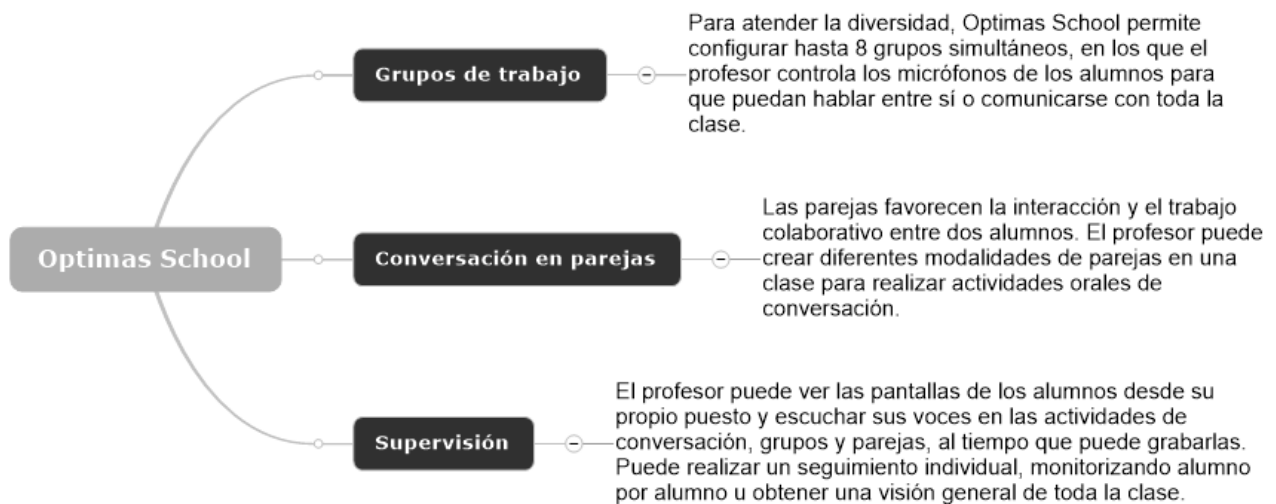 Optimas School
Grupos de trabajo
Para atender la diversidad, Optimas School permite
configurar hasta 8 grupos simultáneos, en los que el
profesor controla los micrófonos de los alumnos para
que puedan hablar entre sí o comunicarse con toda la
clase.
Conversación en parejas
Las parejas favorecen la interacción y el trabajo
colaborativo entre dos alumnos. El profesor puede
crear diferentes modalidades de parejas en una
clase para realizar actividades orales de
conversación.
Supervisión
El profesor puede ver las pantallas de los alumnos desde su
propio puesto y escuchar sus voces en las actividades de
conversación, grupos y parejas, al tiempo que puede grabarlas.
Puede realizar un seguimiento individual, monitorizando alumno
por alumno u obtener una visión general de toda la clase.